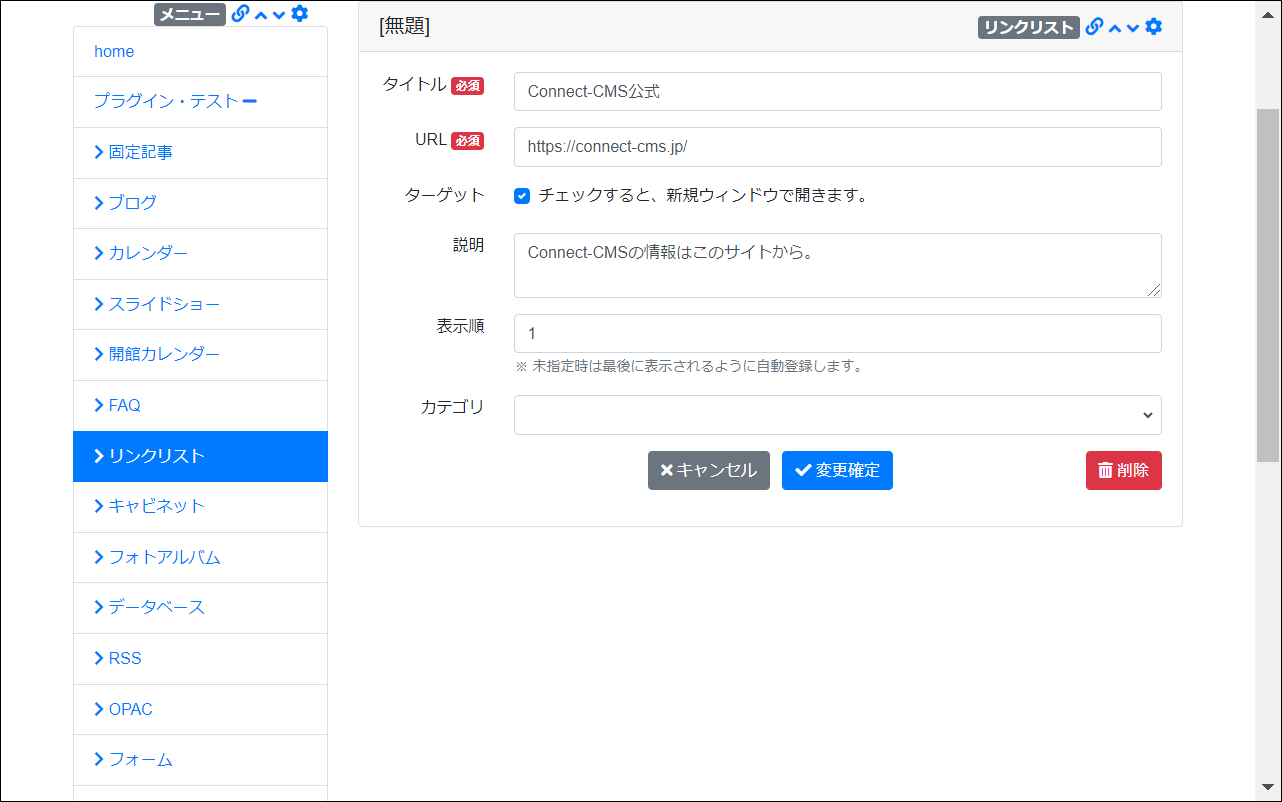 メニュー
home
プラグイン・テスト
固定記事
ブログ
カレンダー
スライドショー
開館カレンダー
FAQ
リンクリスト
キャビネット
フォトアルバム
データベース
RSS
OPAC
フォーム
[無題] リンクリスト
タイトル 必須 Connect-CMS公式
URL 必須 https://connect-cms.jp/
ターゲット チェックすると、新規ウィンドウで開きます。
説明 Connect-CMSの情報はこのサイトから。
表示順 1
※ 未指定時は最後に表示されるように自動登録します。
カテゴリ
キャンセル 変更確定 削除